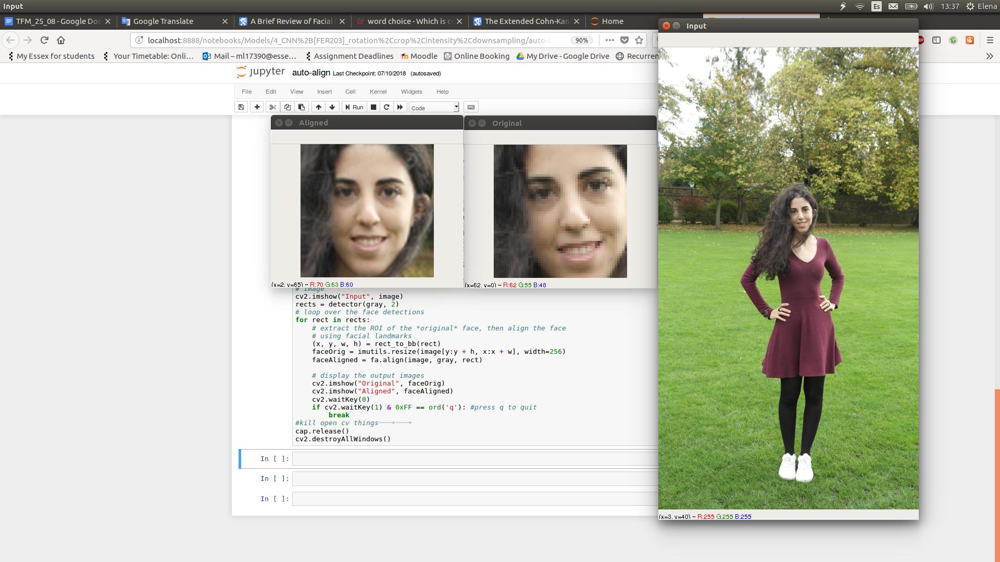 Input
Es
13:37
Elena
TFM_25_08 - Google Doc
Google Translate
A Brief Review of Facial
word choice - Which is c
The Extended Cohn-Kan
Home
localhost:8888/notebooks/Models/4_CNN%2B[FER203]_rotation%2Ccrop%2Cintensity%2Cdownsampling/auto-a
90%
My Essex for students
Your Timetable: Onli...
Mail – ml17390@esse...
Assignment Deadlines
Moodle
Online Booking
My Drive - Google Drive
Recurren
jupyter
auto-align Last Checkpoint: 07/10/2018 (autosaved)
File Edit View Insert Cell Kernel Widgets Help
Run
Code
Aligned
Original
Input
(x=2, y=65) ~ R:70 G:63 B:60
(x=62, y=0) ~ R:62 G:55 B:48
# image
cv2.imshow("Input", image)
rects = detector(gray, 2)
# loop over the face detections
for rect in rects:
    # extract the ROI of the *original* face, then align the face
    # using facial landmarks
    (x, y, w, h) = rect_to_bb(rect)
    faceOrig = imutils.resize(image[y:y + h, x:x + w], width=256)
    faceAligned = fa.align(image, gray, rect)
    # display the output images
    cv2.imshow("Original", faceOrig)
    cv2.imshow("Aligned", faceAligned)
    cv2.waitKey(0)
    if cv2.waitKey(1) & 0xFF == ord('q'): #press q to quit
        break
#kill open cv things
cap.release()
cv2.destroyAllWindows()
In [ ]:
In [ ]:
In [ ]:
(x=3, y=40) ~ R:255 G:255 B:255